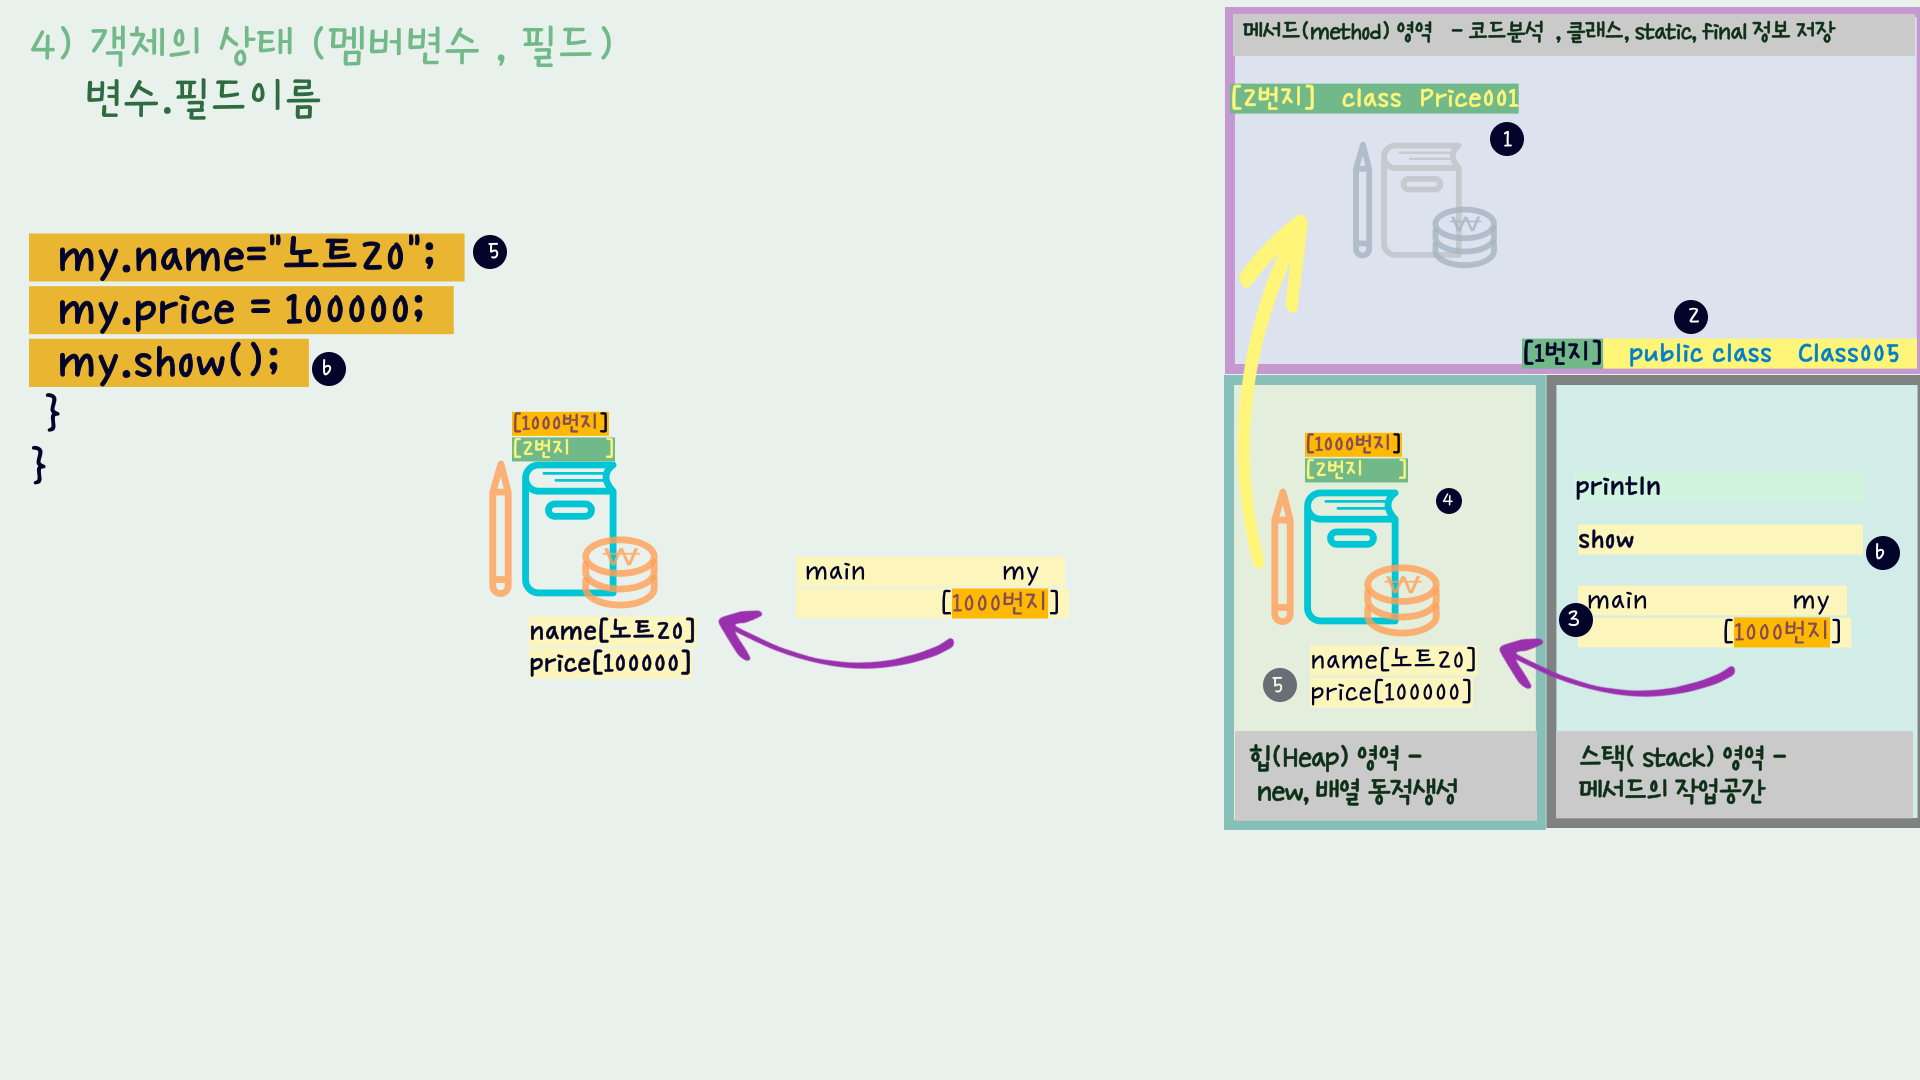 4) 객체의 상태 (멤버변수 , 필드)
변수.필드이름
my.name="노트20"; 5
my.price = 100000;
my.show(); 6
}
}
[1000번지]
[2번지 ]
₩
name[노트20]
price[100000]
main my
[1000번지]
메서드(method) 영역 - 코드분석 , 클래스, static, final 정보 저장
[2번지] class Price001
1
₩
2
[1번지] public class Class005
[1000번지]
[2번지 ]
4
₩
5
name[노트20]
price[100000]
힙(Heap) 영역 -
new, 배열 동적생성
println
show
6
3
main my
[1000번지]
스택( stack) 영역 -
메서드의 작업공간